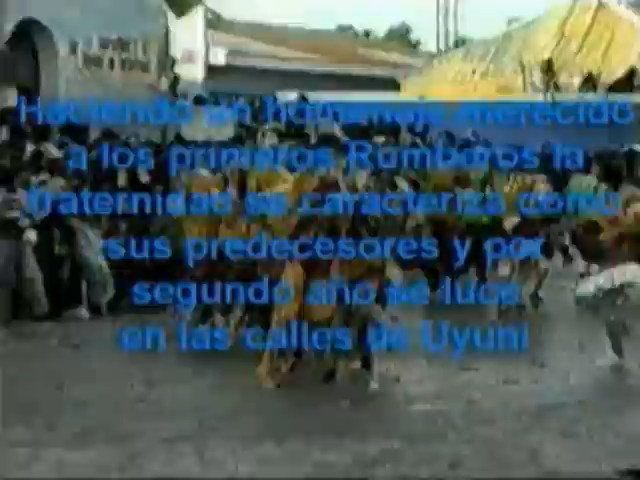 Haciendo un homenaje merecido
a los primeros Rumberos la
fraternidad se caracteriza como
sus predecesores y por
segundo año se luce
en las calles de Uyuni